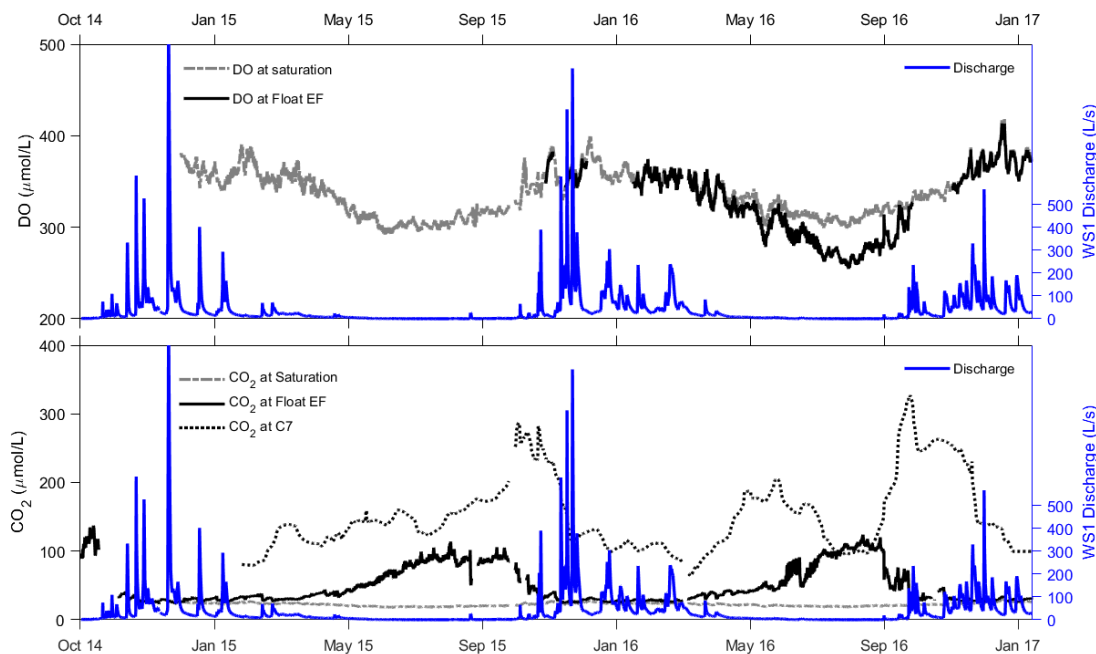 Oct 14 Jan 15 May 15 Sep 15 Jan 16 May 16 Sep 16 Jan 17
500
400
300
200
DO (μmol/L)
DO at saturation
DO at Float EF
Discharge
500
400
300
200
100
0
WS1 Discharge (L/s)
400
300
200
100
0
CO2 (μmol/L)
CO2 at Saturation
CO2 at Float EF
CO2 at C7
Discharge
500
400
300
200
100
0
WS1 Discharge (L/s)
Oct 14 Jan 15 May 15 Sep 15 Jan 16 May 16 Sep 16 Jan 17